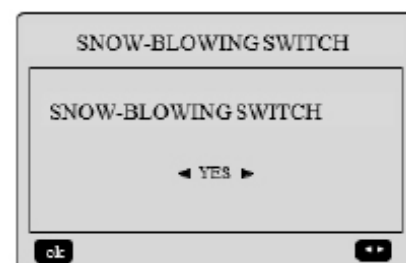 SNOW-BLOWING SWITCH
SNOW-BLOWING SWITCH
◄ YES ►
ok ◄►